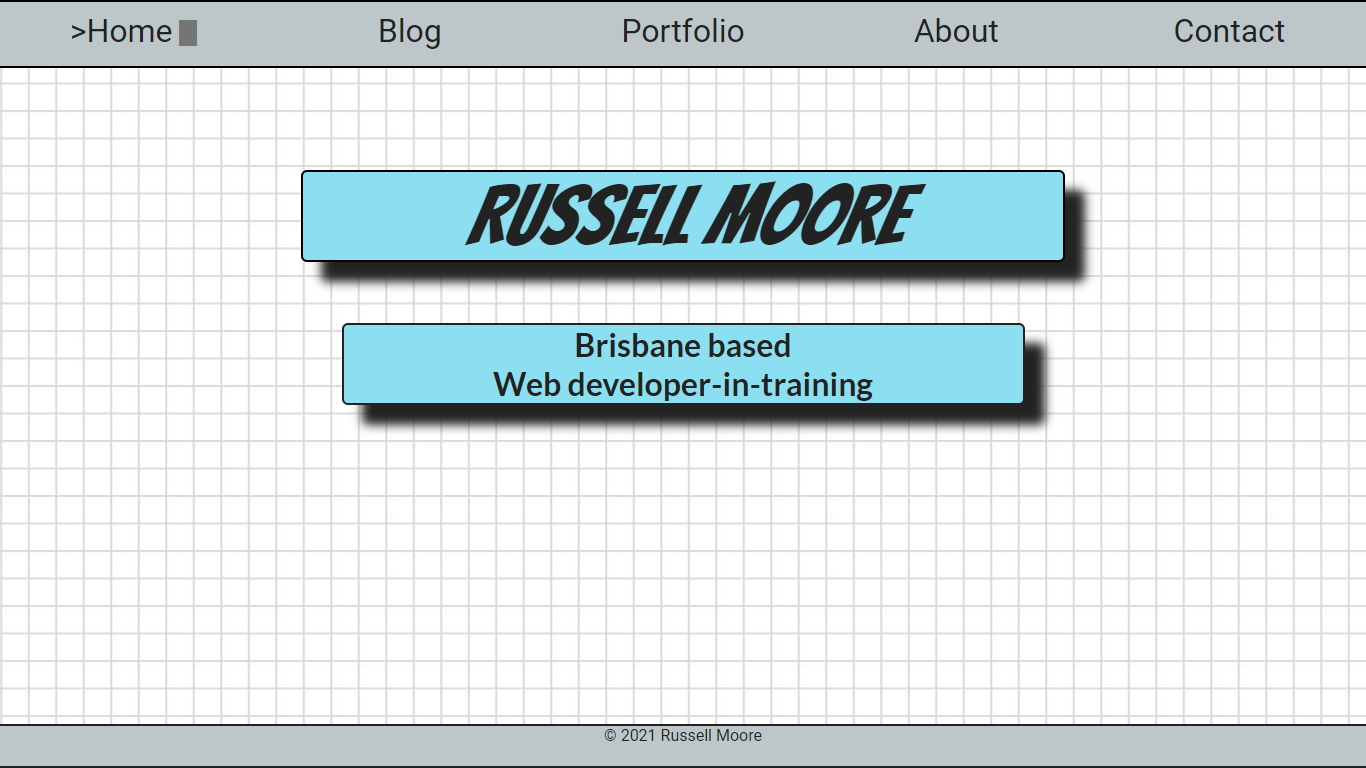 >Home
Blog
Portfolio
About
Contact
RUSSELL MOORE
Brisbane based
Web developer-in-training
© 2021 Russell Moore